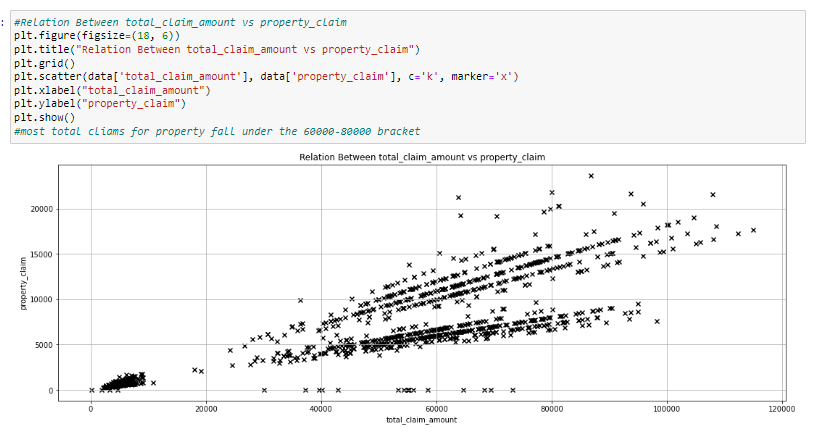 :
#Relation Between total_claim_amount vs property_claim
plt.figure(figsize=(18, 6))
plt.title("Relation Between total_claim_amount vs property_claim")
plt.grid()
plt.scatter(data['total_claim_amount'], data['property_claim'], c='k', marker='x')
plt.xlabel("total_claim_amount")
plt.ylabel("property_claim")
plt.show()
#most total cliams for property fall under the 60000-80000 bracket
Relation Between total_claim_amount vs property_claim
property_claim
20000
15000
10000
5000
0
0 20000 40000 60000 80000 100000 120000
total_claim_amount